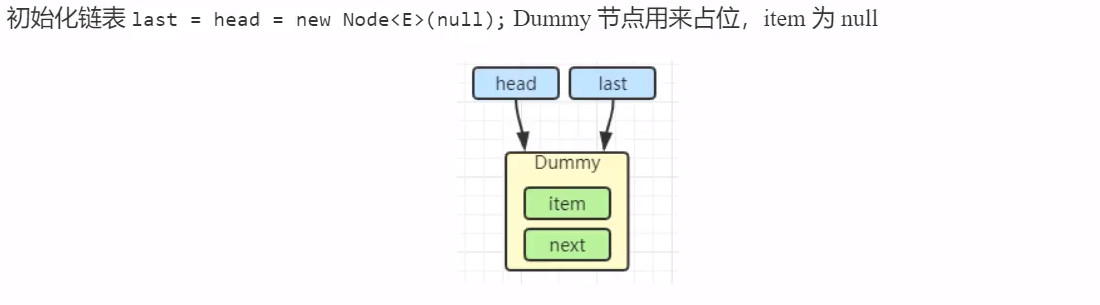 初始化链表 last = head = new Node<E>(null); Dummy 节点用来占位，item 为 null
head last
Dummy
item
next